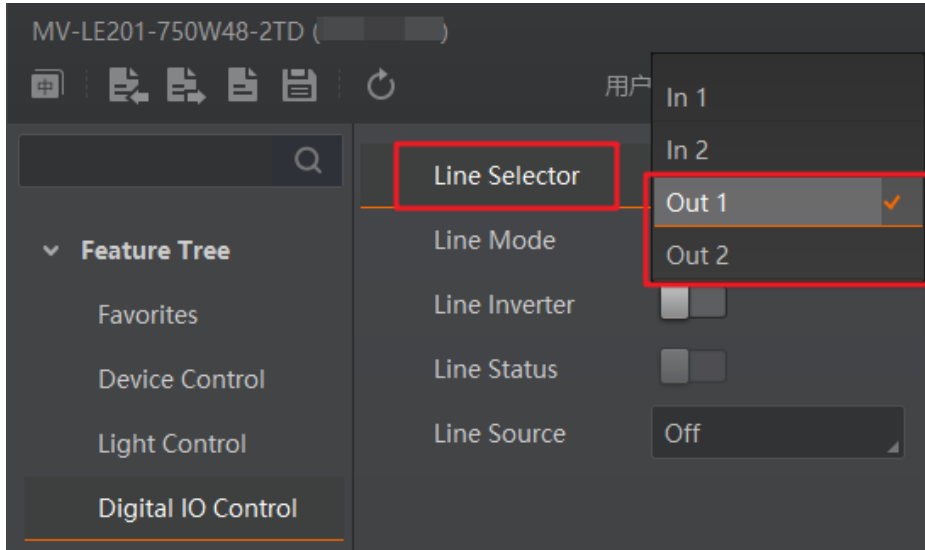 MV-LE201-750W48-2TD ( )
中
用户
In 1
In 2
Out 1
Out 2
Line Selector
Line Mode
Line Inverter
Line Status
Line Source
Off
Feature Tree
Favorites
Device Control
Light Control
Digital IO Control